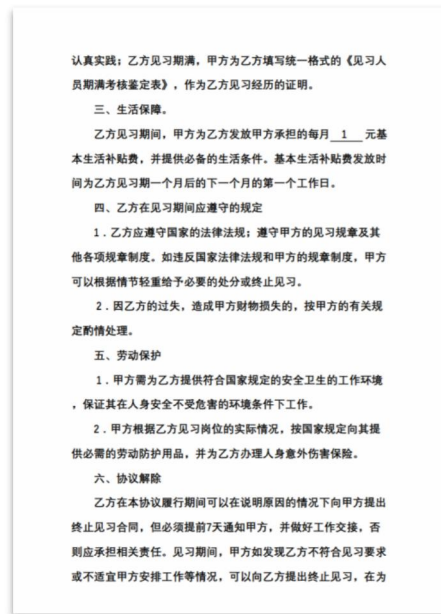 认真实践；乙方见习期满，甲方为乙方填写统一格式的《见习人
员期满考核鉴定表》，作为乙方见习经历的证明。
三、生活保障。
乙方见习期间，甲方为乙方发放甲方承担的每月 1 元基
本生活补贴费，并提供必备的生活条件。基本生活补贴费发放时
间为乙方见习期一个月后的下一个月的第一个工作日。
四、乙方在见习期间应遵守的规定
1．乙方应遵守国家的法律法规；遵守甲方的见习规章及其
他各项规章制度。如违反国家法律法规和甲方的规章制度，甲方
可以根据情节轻重给予必要的处分或终止见习。
2．因乙方的过失，造成甲方财物损失的，按甲方的有关规
定酌情处理。
五、劳动保护
1．甲方需为乙方提供符合国家规定的安全卫生的工作环境
，保证其在人身安全不受危害的环境条件下工作。
2．甲方根据乙方见习岗位的实际情况，按国家规定向其提
供必需的劳动防护用品，并为乙方办理人身意外伤害保险。
六、协议解除
乙方在本协议履行期间可以在说明原因的情况下向甲方提出
终止见习合同，但必须提前7天通知甲方，并做好工作交接，否
则应承担相关责任。见习期间，甲方如发现乙方不符合见习要求
或不适宜甲方安排工作等情况，可以向乙方提出终止见习，在为